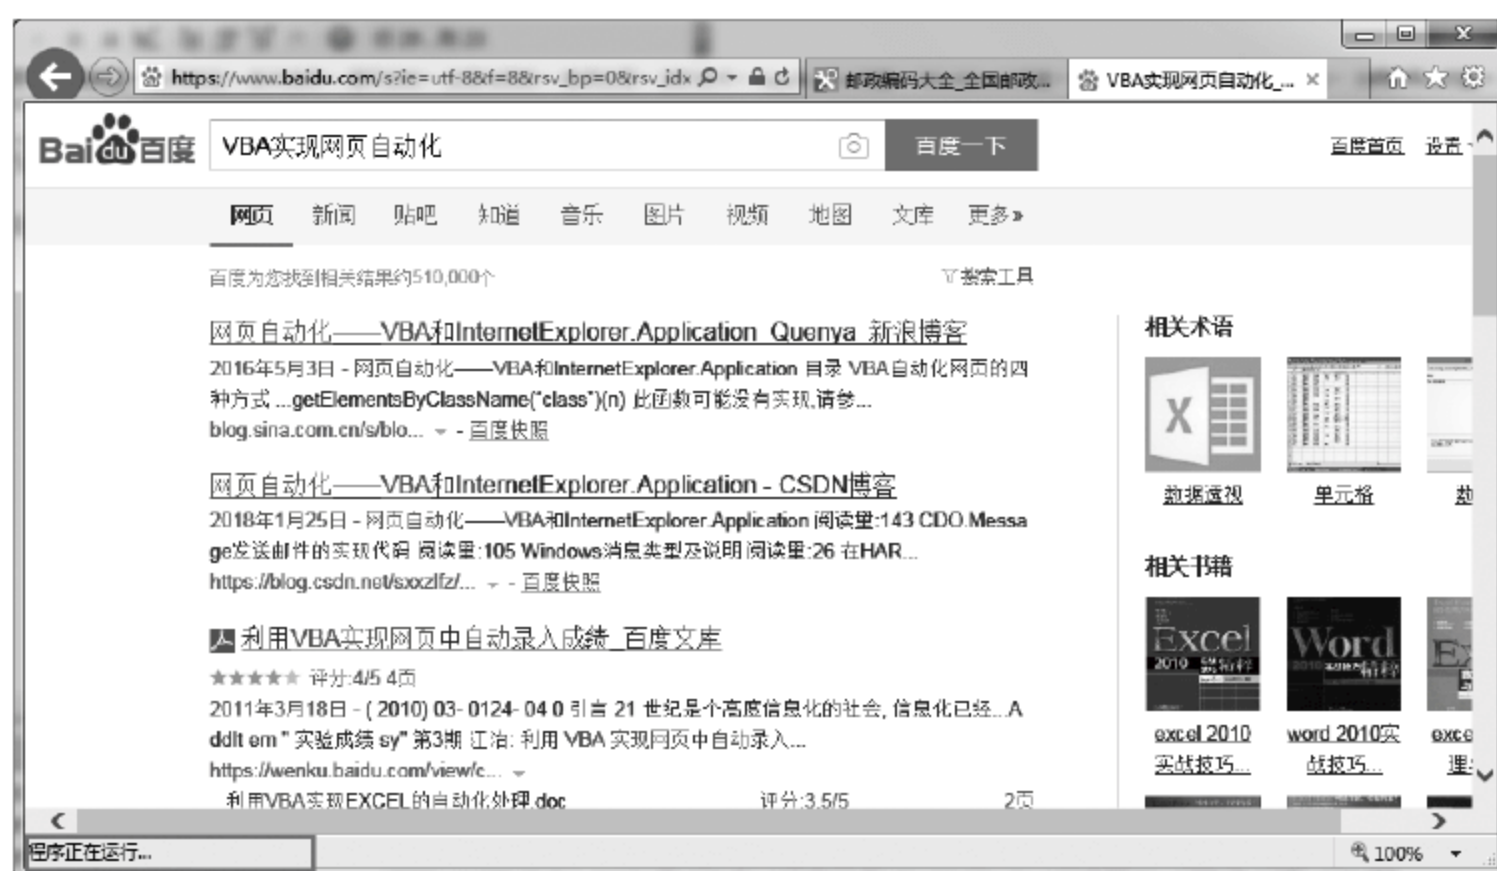 https://www.baidu.com/s?ie=utf-8&f=8&rsv_bp=0&rsv_idx
邮政编码大全_全国邮政...
VBA实现网页自动化_...
Bai du 百度
VBA实现网页自动化
百度一下
百度首页 设置
网页 新闻 贴吧 知道 音乐 图片 视频 地图 文库 更多»
百度为您找到相关结果约510,000个
搜索工具
网页自动化——VBA和InternetExplorer.Application_Quenya_新浪博客
2016年5月3日 - 网页自动化——VBA和InternetExplorer.Application 目录 VBA自动化网页的四
种方式 ...getElementsByClassName("class")(n) 此函数可能没有实现,请参...
blog.sina.com.cn/s/blo... - 百度快照
网页自动化——VBA和InternetExplorer.Application - CSDN博客
2018年1月25日 - 网页自动化——VBA和InternetExplorer.Application 阅读量:143 CDO.Messa
ge发送邮件的实现代码 阅读量:105 Windows消息类型及说明 阅读量:26 在HAR...
https://blog.csdn.net/sxxzlfz/... - 百度快照
利用VBA实现网页中自动录入成绩_百度文库
★★★★★ 评分:4/5 4页
2011年3月18日 - ( 2010) 03- 0124- 04 0 引言 21 世纪是个高度信息化的社会, 信息化已经...A
ddIt em " 实验成绩 sy" 第3期 江冶: 利用 VBA 实现网页中自动录入...
https://wenku.baidu.com/view/c...
利用VBA实现EXCEL的自动化处理.doc 评分:3.5/5 2页
相关术语
数据透视 单元格 数
相关书籍
Excel
2010
Word
2010
excel 2010
实战技巧...
word 2010实
战技巧...
exce
理
程序正在运行...
100%